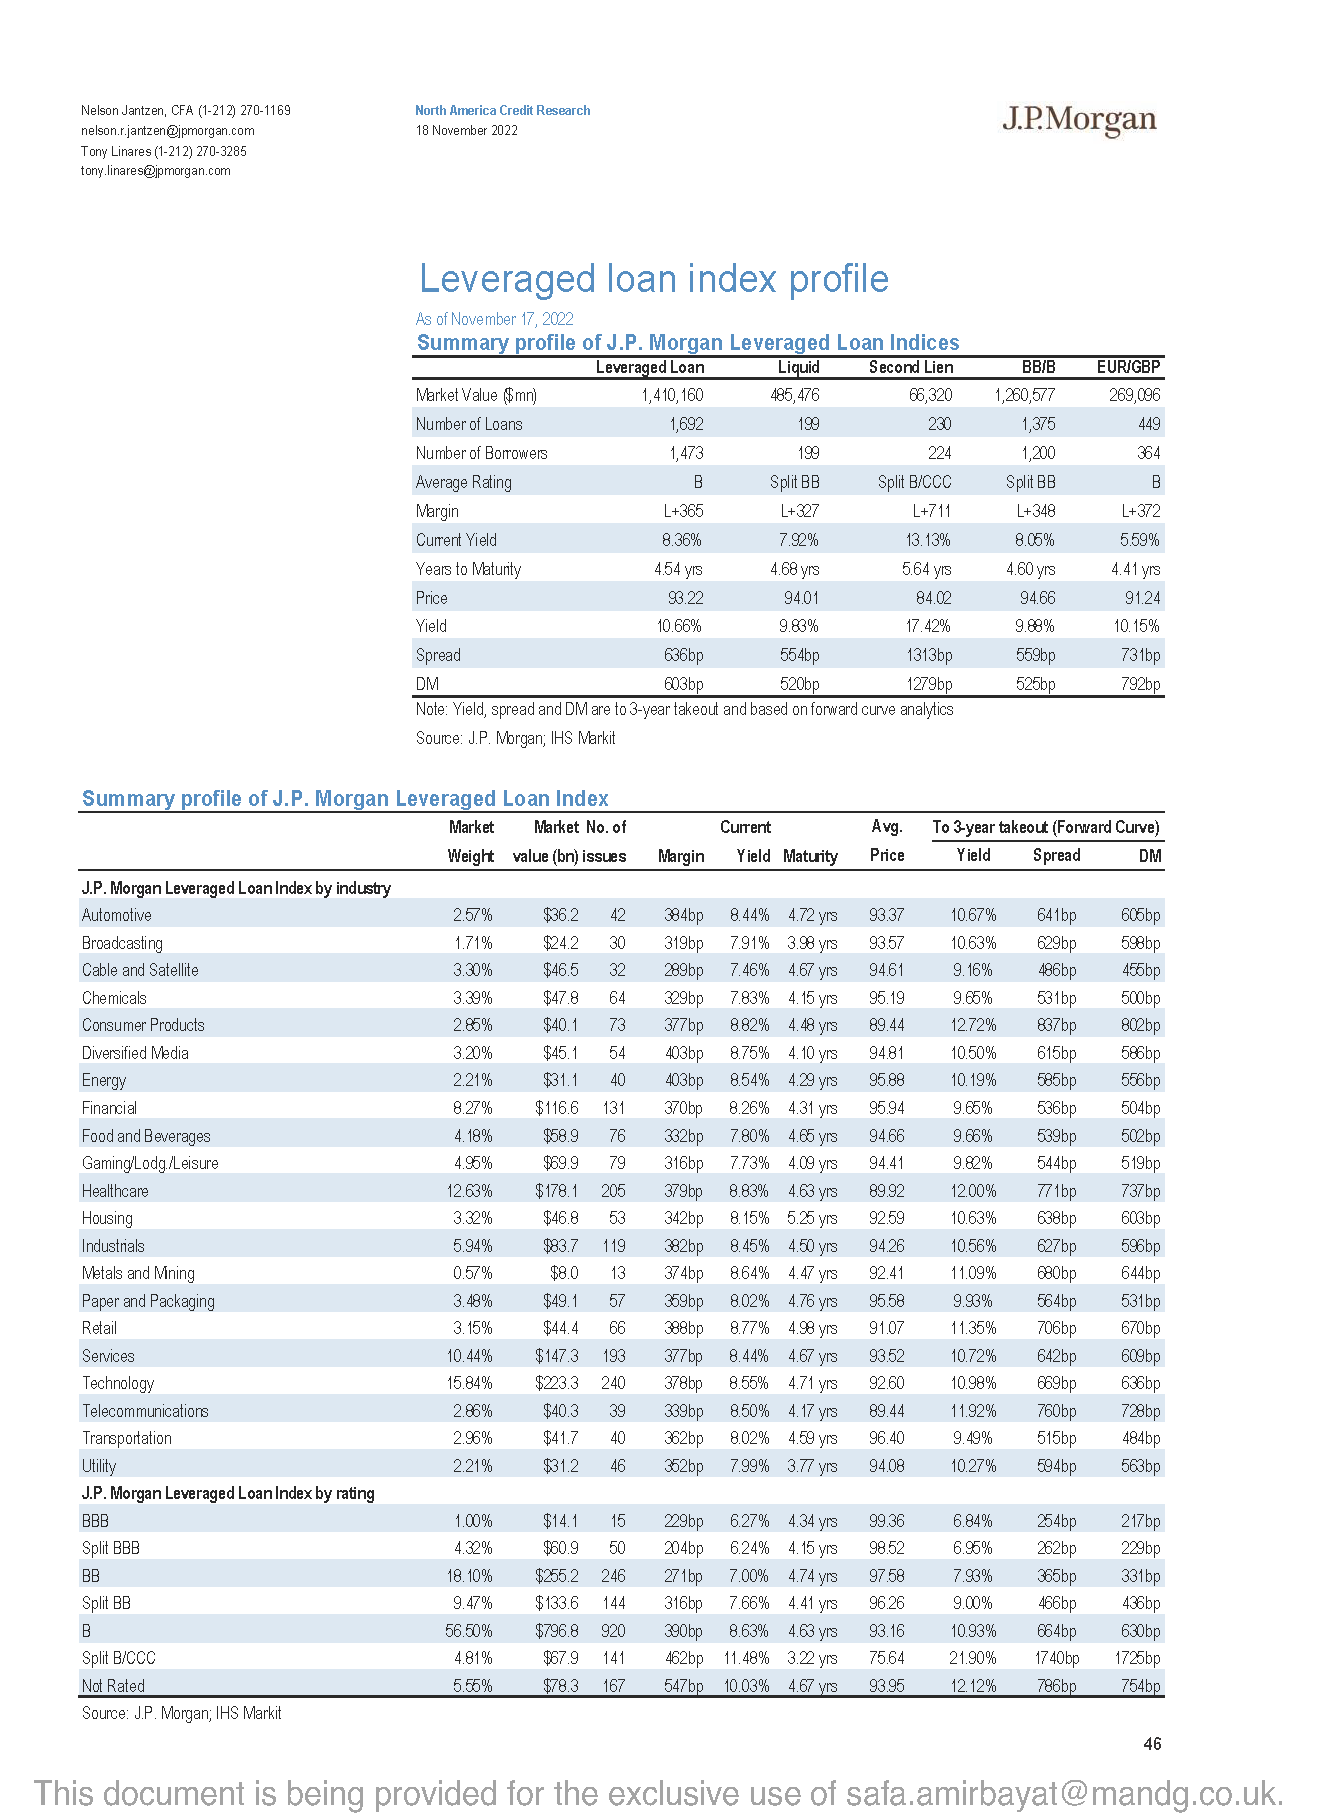 Nelson Jantzen, CFA (1-212) 270-1169 North America Credit Research J.P.Morgan
nelson.r.jantzen@jpmorgan.com 18 November 2022
Tony Linares (1-212) 270-3285
tony.linares@jpmorgan.com
Leveraged loan index profile
As of November 17, 2022
Summary profile of J.P. Morgan Leveraged Loan Indices
Leveraged Loan Liquid Second Lien BB/B EUR/GBP
Market Value ($mn) 1,410,160 485,476 66,320 1,260,577 269,096
Number of Loans 1,692 199 230 1,375 449
Number of Borrowers 1,473 199 224 1,200 364
Average Rating B Split BB Split B/CCC Split BB B
Margin L+365 L+327 L+711 L+348 L+372
Current Yield 8.36% 7.92% 13.13% 8.05% 5.59%
Years to Maturity 4.54 yrs 4.68 yrs 5.64 yrs 4.60 yrs 4.41 yrs
Price 93.22 94.01 84.02 94.66 91.24
Yield 10.66% 9.83% 17.42% 9.88% 10.15%
Spread 636bp 554bp 1313bp 559bp 731bp
DM 603bp 520bp 1279bp 525bp 792bp
Note: Yield, spread and DM are to 3-year takeout and based on forward curve analytics
Source: J.P. Morgan; IHS Markit
Summary profile of J.P. Morgan Leveraged Loan Index
Market Market No. of Current Avg. To 3-year takeout (Forward Curve)
Weight value (bn) issues Margin Yield Maturity Price Yield Spread DM
J.P. Morgan Leveraged Loan Index by industry
Automotive 2.57% $36.2 42 384bp 8.44% 4.72 yrs 93.37 10.67% 641bp 605bp
Broadcasting 1.71% $24.2 30 319bp 7.91% 3.98 yrs 93.57 10.63% 629bp 598bp
Cable and Satellite 3.30% $46.5 32 289bp 7.46% 4.67 yrs 94.61 9.16% 486bp 455bp
Chemicals 3.39% $47.8 64 329bp 7.83% 4.15 yrs 95.19 9.65% 531bp 500bp
Consumer Products 2.85% $40.1 73 377bp 8.82% 4.48 yrs 89.44 12.72% 837bp 802bp
Diversified Media 3.20% $45.1 54 403bp 8.75% 4.10 yrs 94.81 10.50% 615bp 586bp
Energy 2.21% $31.1 40 403bp 8.54% 4.29 yrs 95.88 10.19% 585bp 556bp
Financial 8.27% $116.6 131 370bp 8.26% 4.31 yrs 95.94 9.65% 536bp 504bp
Food and Beverages 4.18% $58.9 76 332bp 7.80% 4.65 yrs 94.66 9.66% 539bp 502bp
Gaming/Lodg./Leisure 4.95% $69.9 79 316bp 7.73% 4.09 yrs 94.41 9.82% 544bp 519bp
Healthcare 12.63% $178.1 205 379bp 8.83% 4.63 yrs 89.92 12.00% 771bp 737bp
Housing 3.32% $46.8 53 342bp 8.15% 5.25 yrs 92.59 10.63% 638bp 603bp
Industrials 5.94% $83.7 119 382bp 8.45% 4.50 yrs 94.26 10.56% 627bp 596bp
Metals and Mining 0.57% $8.0 13 374bp 8.64% 4.47 yrs 92.41 11.09% 680bp 644bp
Paper and Packaging 3.48% $49.1 57 359bp 8.02% 4.76 yrs 95.58 9.93% 564bp 531bp
Retail 3.15% $44.4 66 388bp 8.77% 4.98 yrs 91.07 11.35% 706bp 670bp
Services 10.44% $147.3 193 377bp 8.44% 4.67 yrs 93.52 10.72% 642bp 609bp
Technology 15.84% $223.3 240 378bp 8.55% 4.71 yrs 92.60 10.98% 669bp 636bp
Telecommunications 2.86% $40.3 39 339bp 8.50% 4.17 yrs 89.44 11.92% 760bp 728bp
Transportation 2.96% $41.7 40 362bp 8.02% 4.59 yrs 96.40 9.49% 515bp 484bp
Utility 2.21% $31.2 46 352bp 7.99% 3.77 yrs 94.08 10.27% 594bp 563bp
J.P. Morgan Leveraged Loan Index by rating
BBB 1.00% $14.1 15 229bp 6.27% 4.34 yrs 99.36 6.84% 254bp 217bp
Split BBB 4.32% $60.9 50 204bp 6.24% 4.15 yrs 98.52 6.95% 262bp 229bp
BB 18.10% $255.2 246 271bp 7.00% 4.74 yrs 97.58 7.93% 365bp 331bp
Split BB 9.47% $133.6 144 316bp 7.66% 4.41 yrs 96.26 9.00% 466bp 436bp
B 56.50% $796.8 920 390bp 8.63% 4.63 yrs 93.16 10.93% 664bp 630bp
Split B/CCC 4.81% $67.9 141 462bp 11.48% 3.22 yrs 75.64 21.90% 1740bp 1725bp
Not Rated 5.55% $78.3 167 547bp 10.03% 4.67 yrs 93.95 12.12% 786bp 754bp
Source: J.P. Morgan; IHS Markit
46
This document is being provided for the exclusive use of safa.amirbayat@mandg.co.uk.